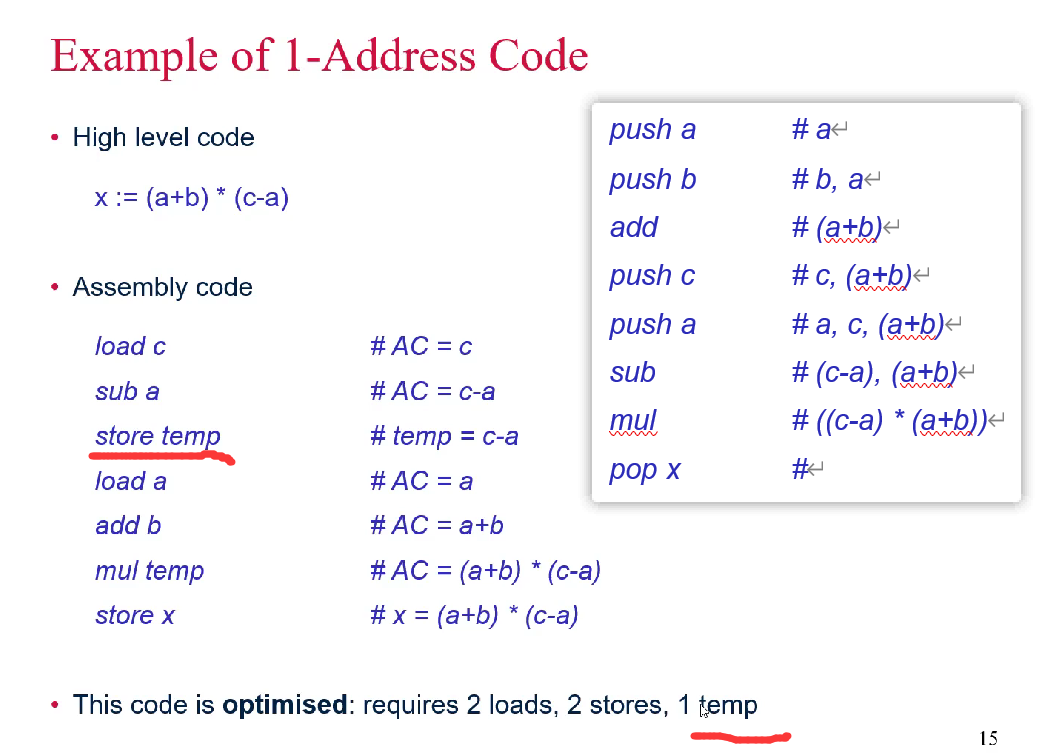 Example of 1-Address Code
• High level code
x := (a+b) * (c-a)
• Assembly code
load c # AC = c
sub a # AC = c-a
store temp # temp = c-a
load a # AC = a
add b # AC = a+b
mul temp # AC = (a+b) * (c-a)
store x # x = (a+b) * (c-a)
push a # a↵
push b # b, a↵
add # (a+b)↵
push c # c, (a+b)↵
push a # a, c, (a+b)↵
sub # (c-a), (a+b)↵
mul # ((c-a) * (a+b))↵
pop x #↵
• This code is optimised: requires 2 loads, 2 stores, 1 temp
15